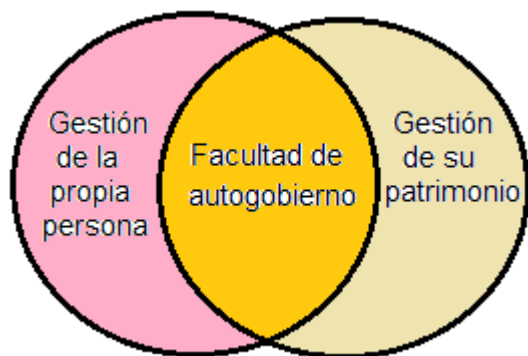 Gestión
de la
propia
persona
Facultad de
autogobierno
Gestión
de su
patrimonio